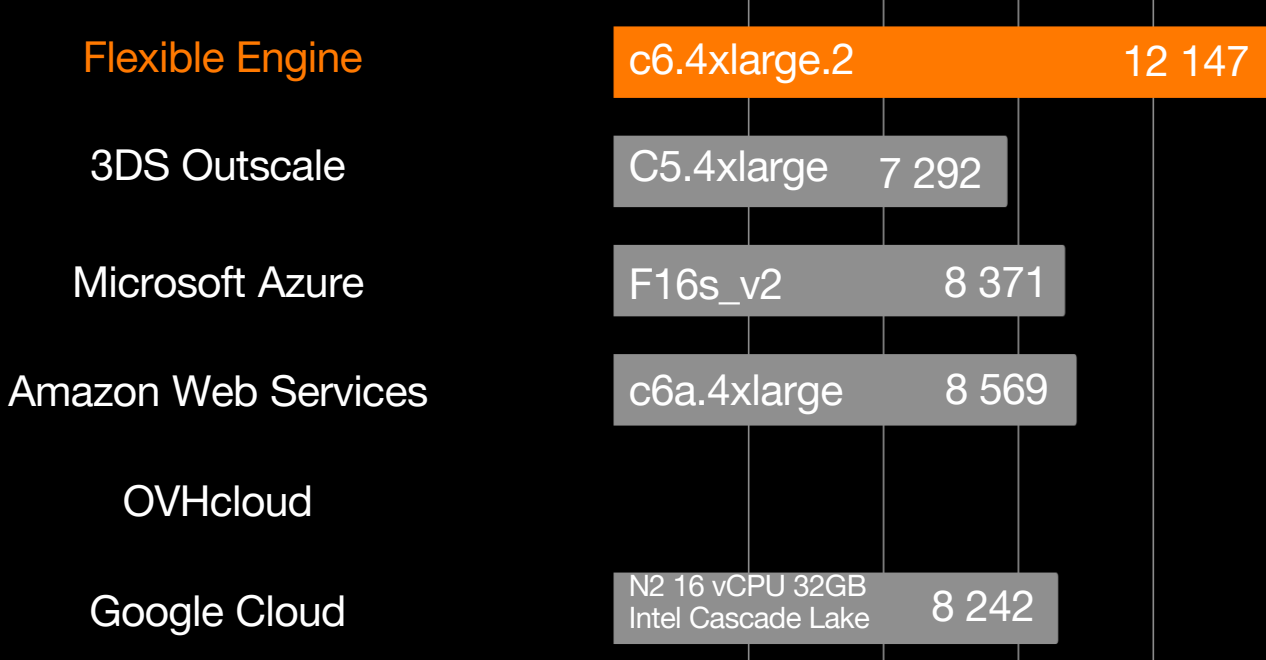 Flexible Engine c6.4xlarge.2 12 147
3DS Outscale C5.4xlarge 7 292
Microsoft Azure F16s_v2 8 371
Amazon Web Services c6a.4xlarge 8 569
OVHcloud
Google Cloud N2 16 vCPU 32GB
Intel Cascade Lake 8 242